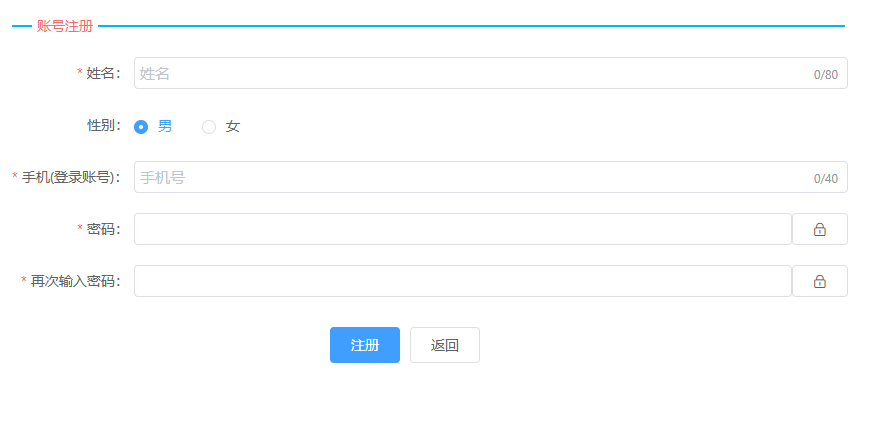 账号注册
* 姓名： 姓名 0/80
性别： 男 女
* 手机(登录账号)： 手机号 0/40
* 密码：
* 再次输入密码：
注册 返回